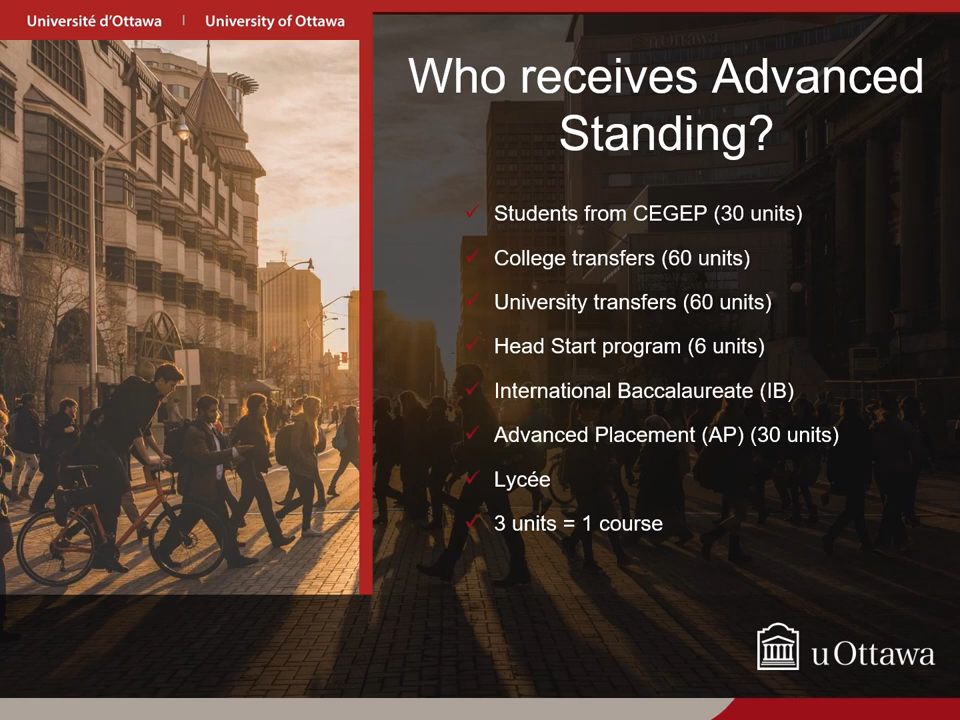 Université d'Ottawa | University of Ottawa
uOttawa
Who receives Advanced
Standing?
Students from CEGEP (30 units)
College transfers (60 units)
University transfers (60 units)
Head Start program (6 units)
International Baccalaureate (IB)
Advanced Placement (AP) (30 units)
Lycée
3 units = 1 course
uOttawa